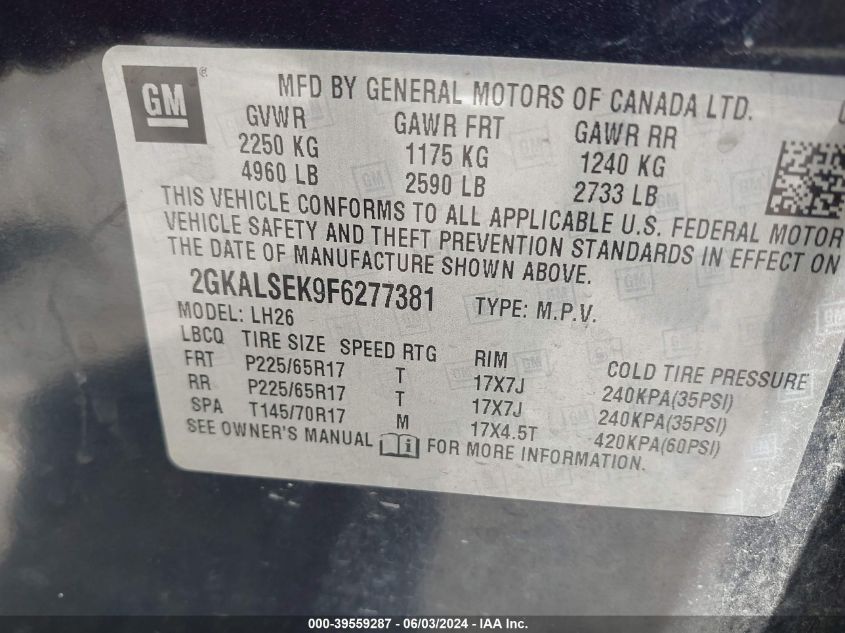 GM ®
MFD BY GENERAL MOTORS OF CANADA LTD.
GVWR GAWR FRT GAWR RR
2250 KG 1175 KG 1240 KG
4960 LB 2590 LB 2733 LB
THIS VEHICLE CONFORMS TO ALL APPLICABLE U.S. FEDERAL MOTOR
VEHICLE SAFETY AND THEFT PREVENTION STANDARDS IN EFFECT ON
THE DATE OF MANUFACTURE SHOWN ABOVE.
2GKALSEK9F6277381 TYPE: M.P.V.
MODEL: LH26
LBCQ TIRE SIZE SPEED RTG RIM COLD TIRE PRESSURE
FRT P225/65R17 T 17X7J 240KPA(35PSI)
RR P225/65R17 T 17X7J 240KPA(35PSI)
SPA T145/70R17 M 17X4.5T 420KPA(60PSI)
SEE OWNER'S MANUAL i FOR MORE INFORMATION.
000-39559287 - 06/03/2024 - IAA Inc.